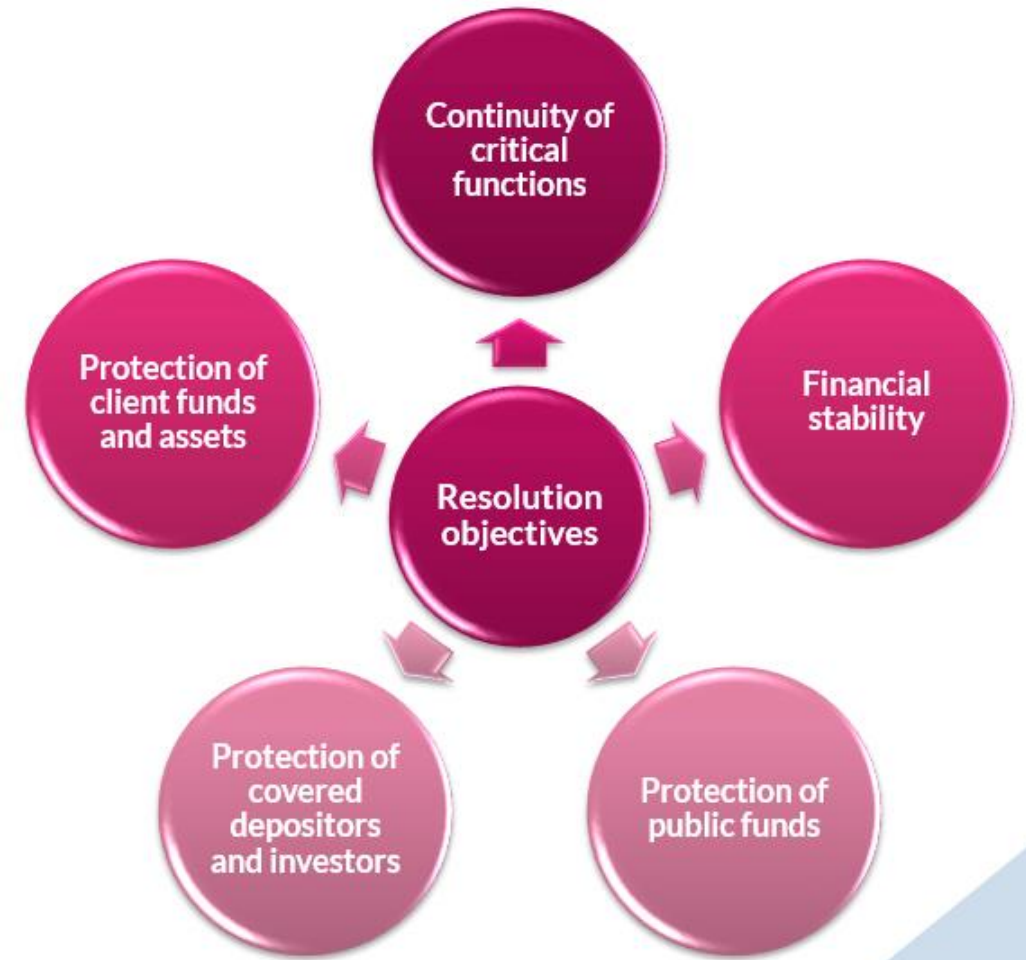 Continuity of
critical
functions
Protection of
client funds
and assets
Financial
stability
Resolution
objectives
Protection of
covered
depositors
and investors
Protection of
public funds